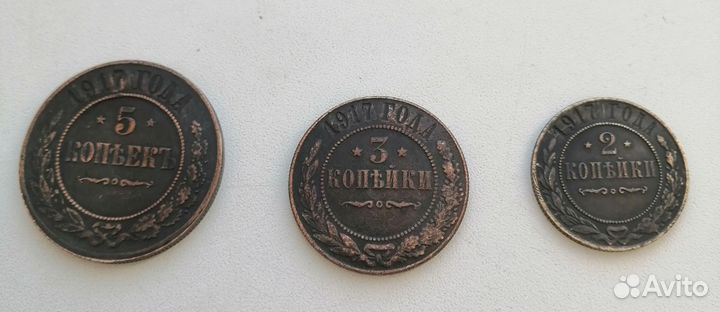 1917 ГОДА
5
КОПѢЕКЪ
1917 ГОДА
3
КОПѢЙКИ
1917 ГОДА
2
КОПѢЙКИ
Avito